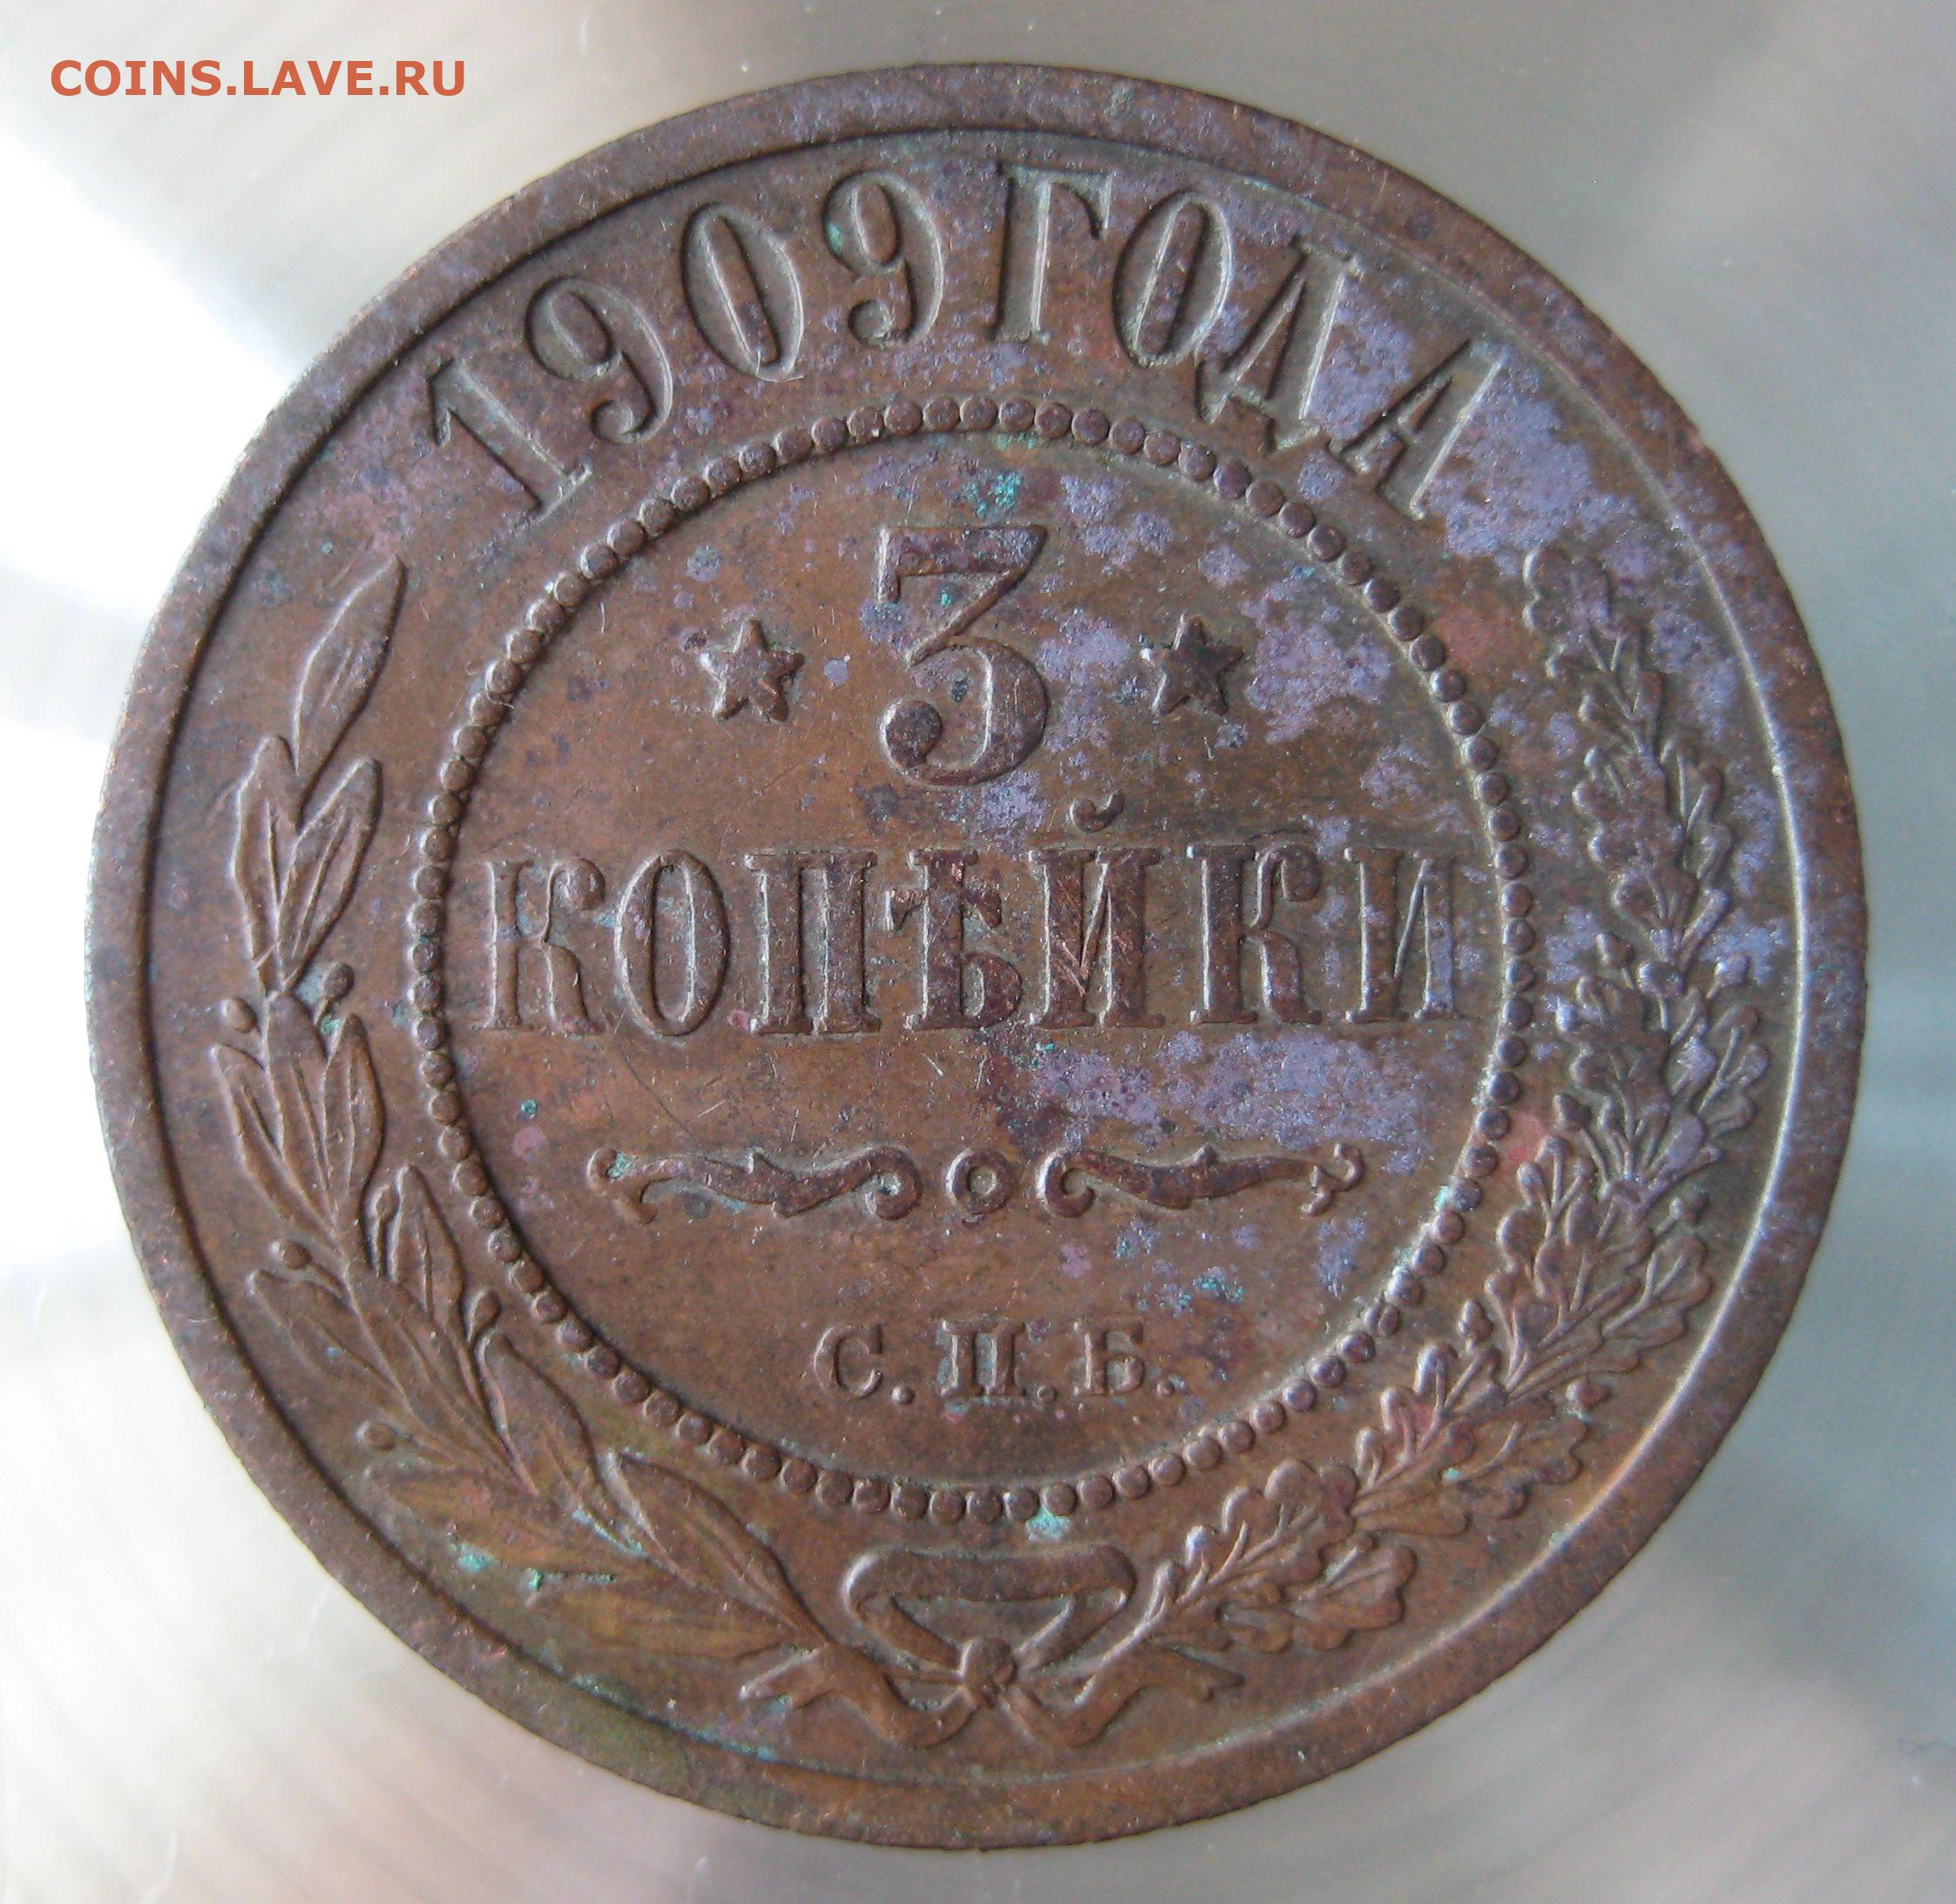 COINS.LAVE.RU
1909 ГОДА
3
КОПѢЙКИ
С.П.Б.